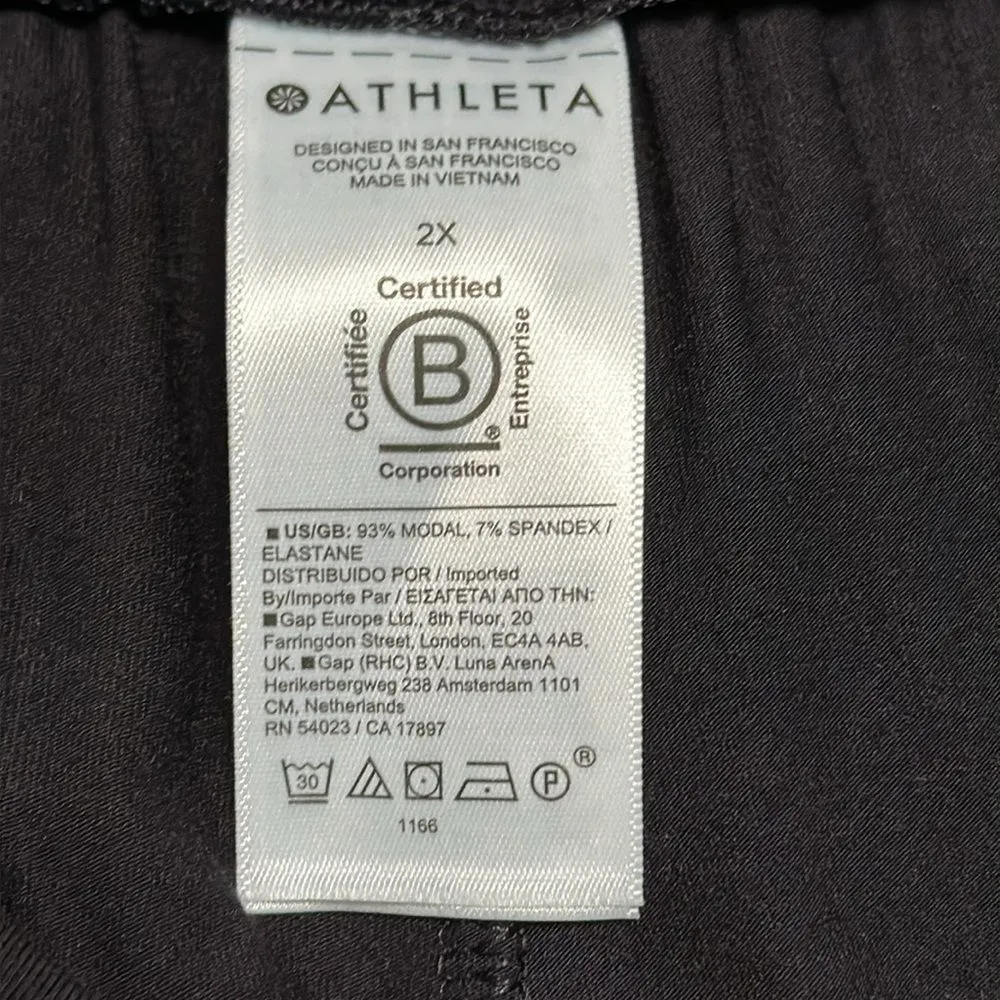 ATHLETA
DESIGNED IN SAN FRANCISCO
CONÇU À SAN FRANCISCO
MADE IN VIETNAM
2X
Certified
Certifiée
B
Entreprise
®
Corporation
US/GB: 93% MODAL, 7% SPANDEX /
ELASTANE
DISTRIBUIDO POR / Imported
By/Importe Par / ΕΙΣΑΓΕΤΑΙ ΑΠΟ ΤΗΝ:
Gap Europe Ltd., 8th Floor, 20
Farringdon Street, London, EC4A 4AB,
UK. Gap (RHC) B.V. Luna ArenA
Herikerbergweg 238 Amsterdam 1101
CM, Netherlands
RN 54023 / CA 17897
30 P ®
1166